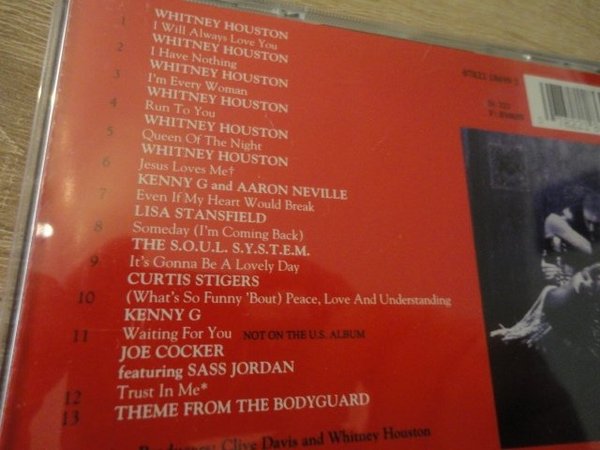 1 WHITNEY HOUSTON
I Will Always Love You
2 WHITNEY HOUSTON
I Have Nothing
3 WHITNEY HOUSTON
I'm Every Woman
4 WHITNEY HOUSTON
Run To You
5 WHITNEY HOUSTON
Queen Of The Night
6 WHITNEY HOUSTON
Jesus Loves Me†
7 KENNY G and AARON NEVILLE
Even If My Heart Would Break
8 LISA STANSFIELD
Someday (I'm Coming Back)
9 THE S.O.U.L. S.Y.S.T.E.M.
It's Gonna Be A Lovely Day
10 CURTIS STIGERS
(What's So Funny 'Bout) Peace, Love And Understanding
11 KENNY G
Waiting For You NOT ON THE U.S. ALBUM
JOE COCKER
featuring SASS JORDAN
12 Trust In Me*
13 THEME FROM THE BODYGUARD
Clive Davis and Whitney Houston